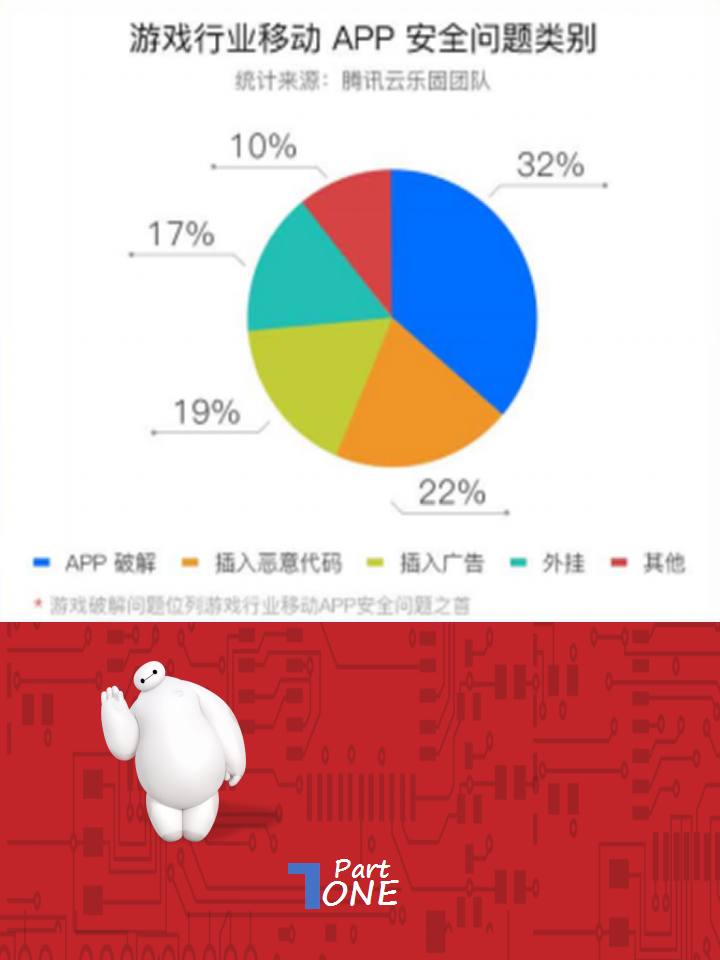 游戏行业移动 APP 安全问题类别
统计来源：腾讯云乐固团队
10%
32%
17%
19%
22%
APP 破解 插入恶意代码 插入广告 外挂 其他
* 游戏破解问题位列游戏行业移动APP安全问题之首
1 Part
ONE